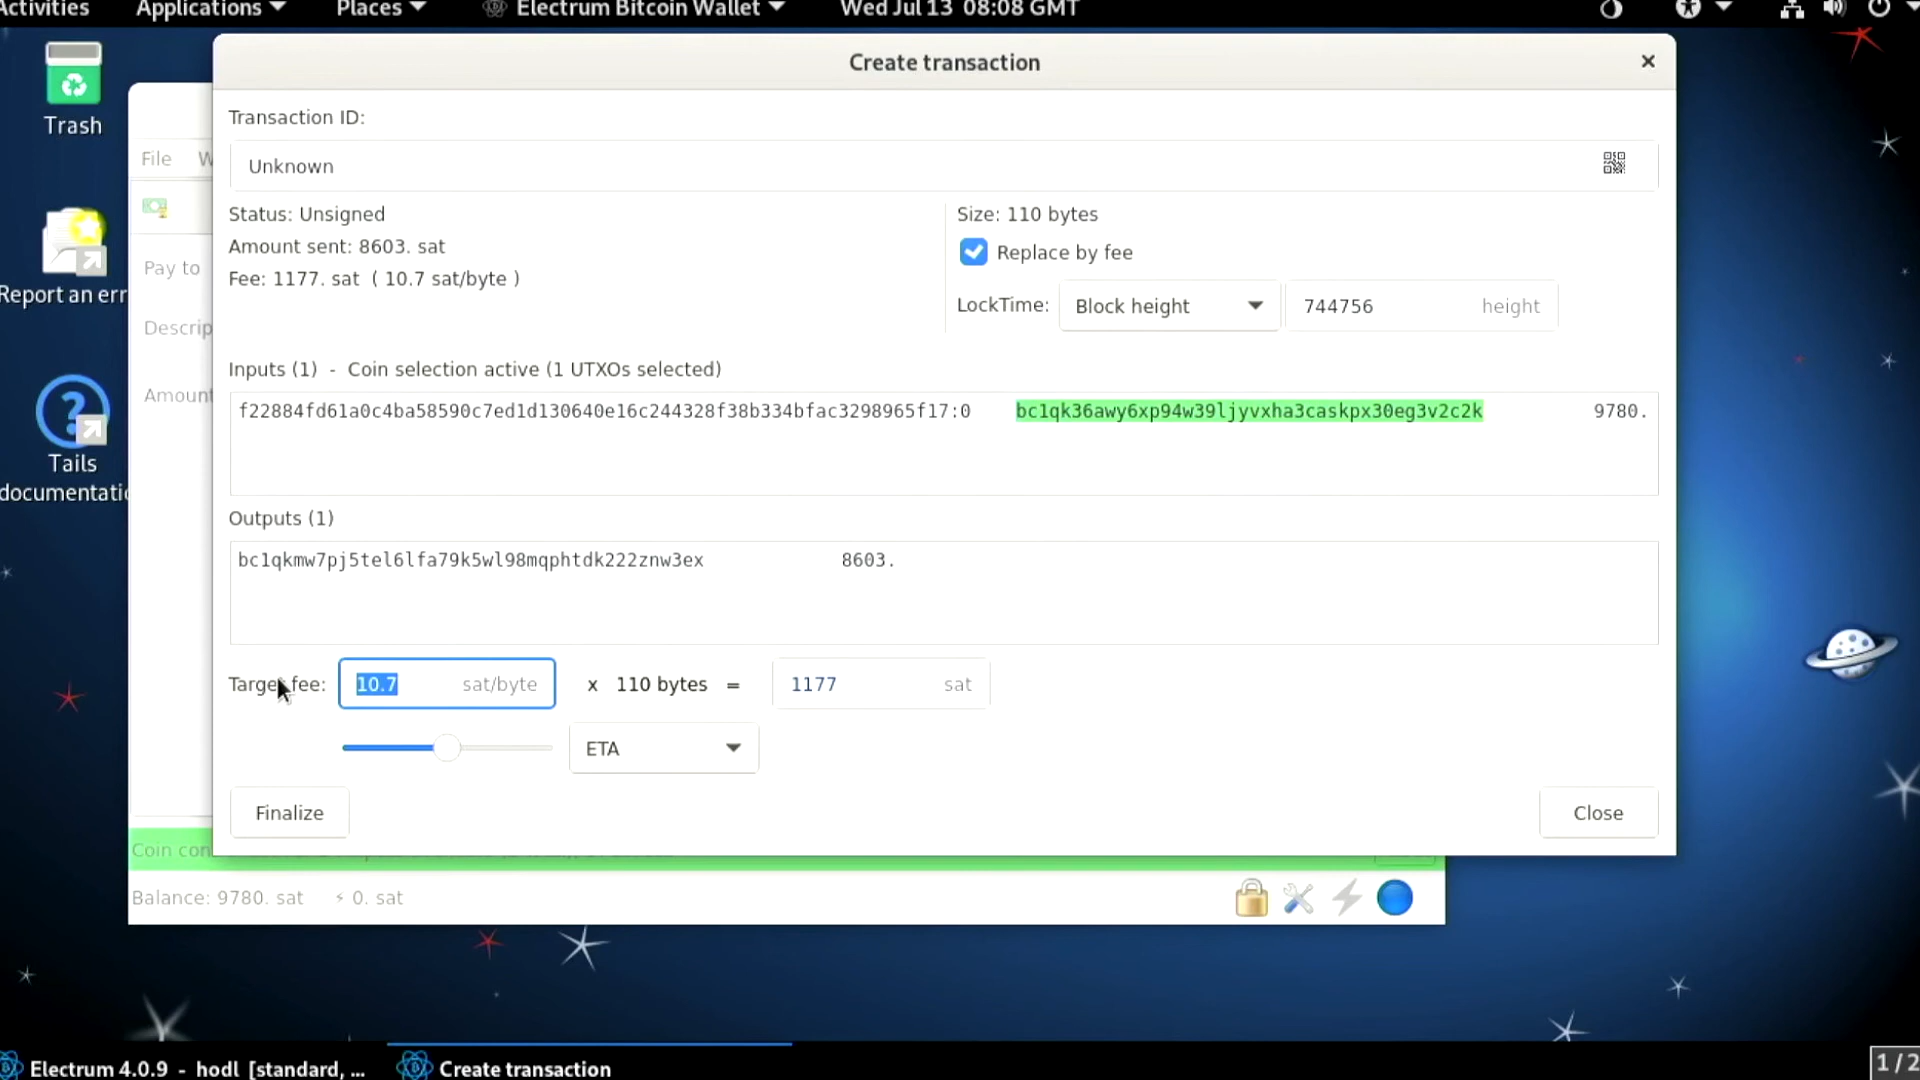 Activities Applications Places Electrum Bitcoin Wallet Wed Jul 13 08:08 GMT
Trash
Report an err
Tails
documentatio
File W
Pay to
Descrip
Amount
Create transaction
Transaction ID:
Unknown
Status: Unsigned
Amount sent: 8603. sat
Fee: 1177. sat ( 10.7 sat/byte )
Size: 110 bytes
Replace by fee
LockTime: Block height 744756 height
Inputs (1) - Coin selection active (1 UTXOs selected)
f22884fd61a0c4ba58590c7ed1d130640e16c244328f38b334bfac3298965f17:0 bc1qk36awy6xp94w39ljyvxha3caskpx30eg3v2c2k 9780.
Outputs (1)
bc1qkmw7pj5tel6lfa79k5wl98mqphtdk222znw3ex 8603.
Target fee: 10.7 sat/byte x 110 bytes = 1177 sat
ETA
Finalize Close
Coin con
Balance: 9780. sat 0. sat
Electrum 4.0.9 - hodl [standard, ... Create transaction 1 / 2